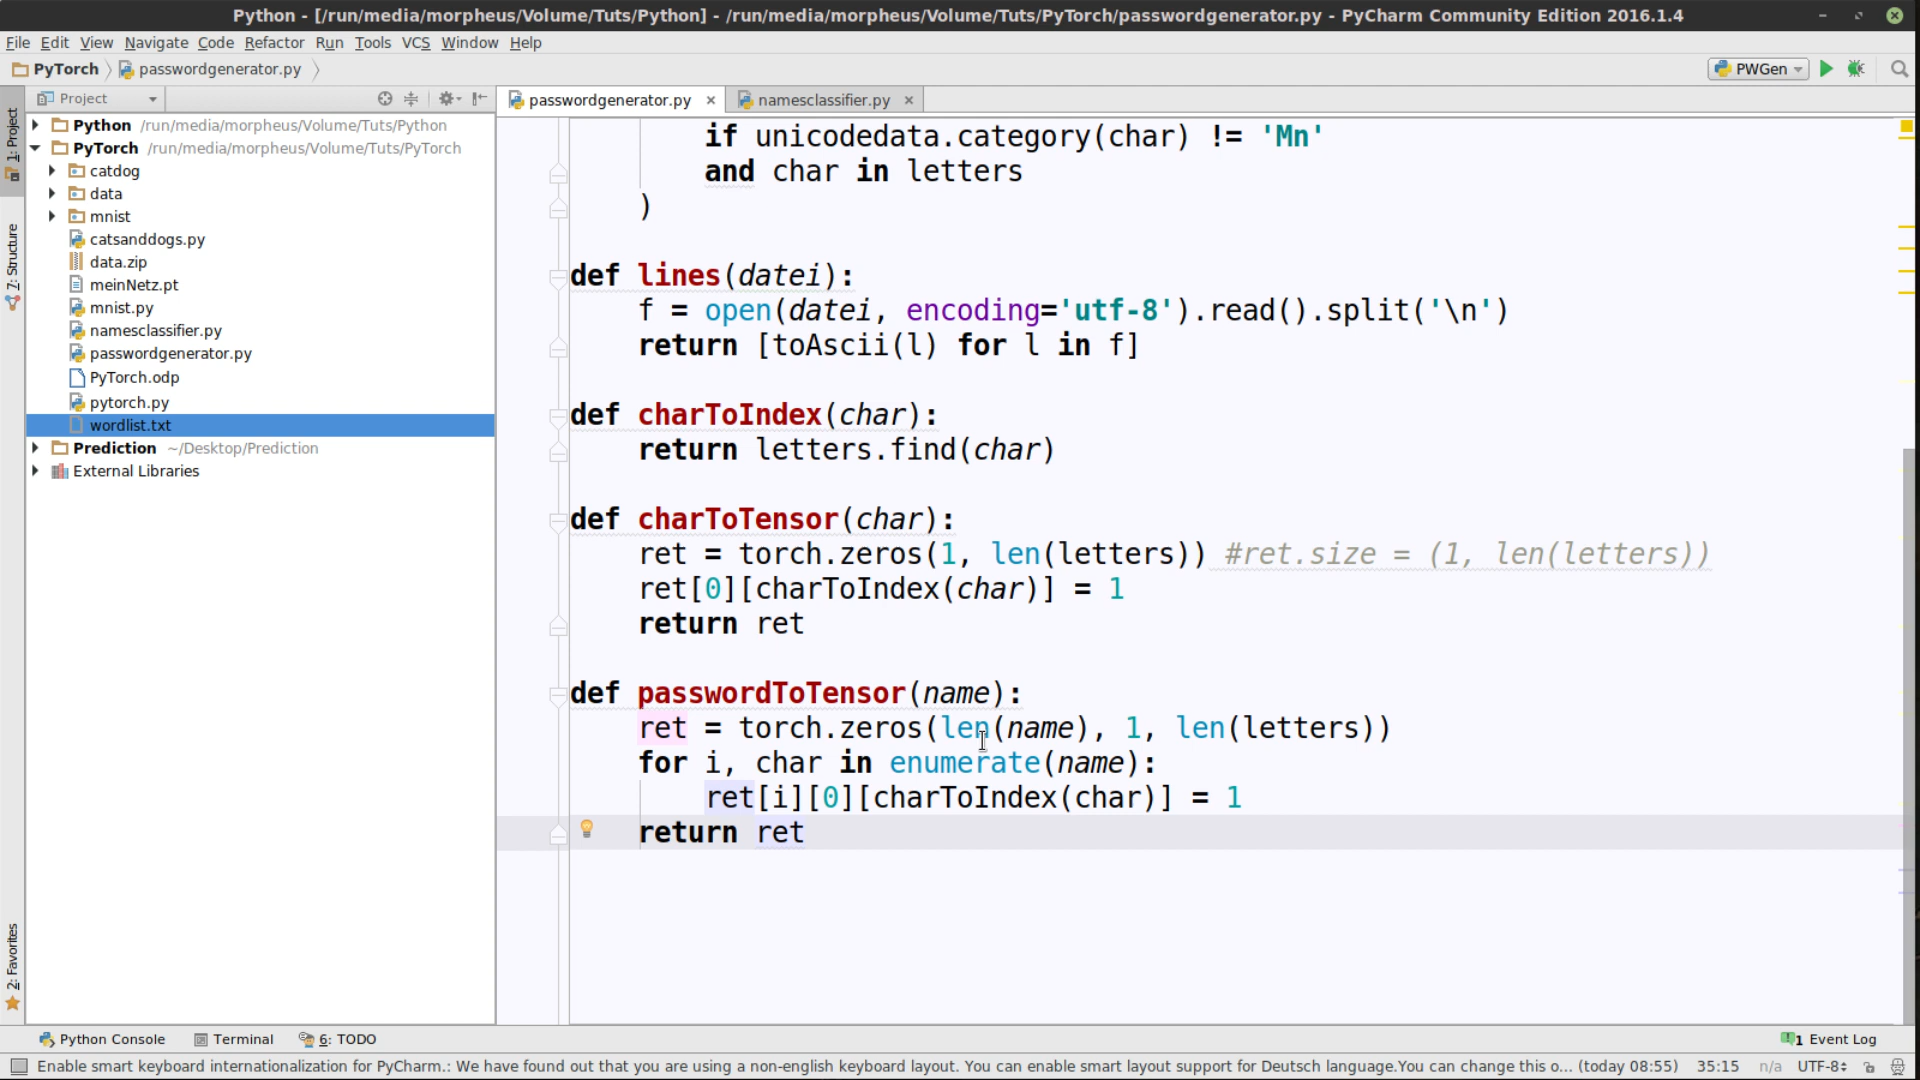 Python - [/run/media/morpheus/Volume/Tuts/Python] - /run/media/morpheus/Volume/Tuts/PyTorch/passwordgenerator.py - PyCharm Community Edition 2016.1.4
File Edit View Navigate Code Refactor Run Tools VCS Window Help
PyTorch passwordgenerator.py PWGen
Project passwordgenerator.py namesclassifier.py
1: Project
7: Structure
2: Favorites
Python /run/media/morpheus/Volume/Tuts/Python
PyTorch /run/media/morpheus/Volume/Tuts/PyTorch
catdog
data
mnist
catsanddogs.py
data.zip
meinNetz.pt
mnist.py
namesclassifier.py
passwordgenerator.py
PyTorch.odp
pytorch.py
wordlist.txt
Prediction ~/Desktop/Prediction
External Libraries
if unicodedata.category(char) != 'Mn'
and char in letters
)
def lines(datei):
f = open(datei, encoding='utf-8').read().split('\n')
return [toAscii(l) for l in f]
def charToIndex(char):
return letters.find(char)
def charToTensor(char):
ret = torch.zeros(1, len(letters)) #ret.size = (1, len(letters))
ret[0][charToIndex(char)] = 1
return ret
def passwordToTensor(name):
ret = torch.zeros(len(name), 1, len(letters))
for i, char in enumerate(name):
ret[i][0][charToIndex(char)] = 1
return ret
Python Console Terminal 6: TODO 1 Event Log
Enable smart keyboard internationalization for PyCharm.: We have found out that you are using a non-english keyboard layout. You can enable smart layout support for Deutsch language.You can change this o... (today 08:55) 35:15 n/a UTF-8